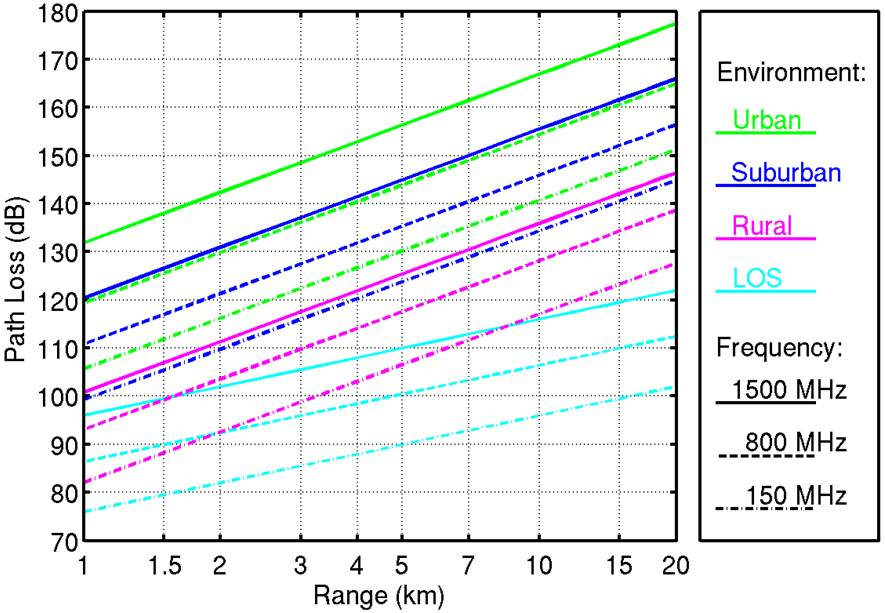 180
170
160
150
140
130
120
110
100
90
80
70
Path Loss (dB)
1 1.5 2 3 4 5 7 10 15 20
Range (km)
Environment:
Urban
Suburban
Rural
LOS
Frequency:
1500 MHz
800 MHz
150 MHz